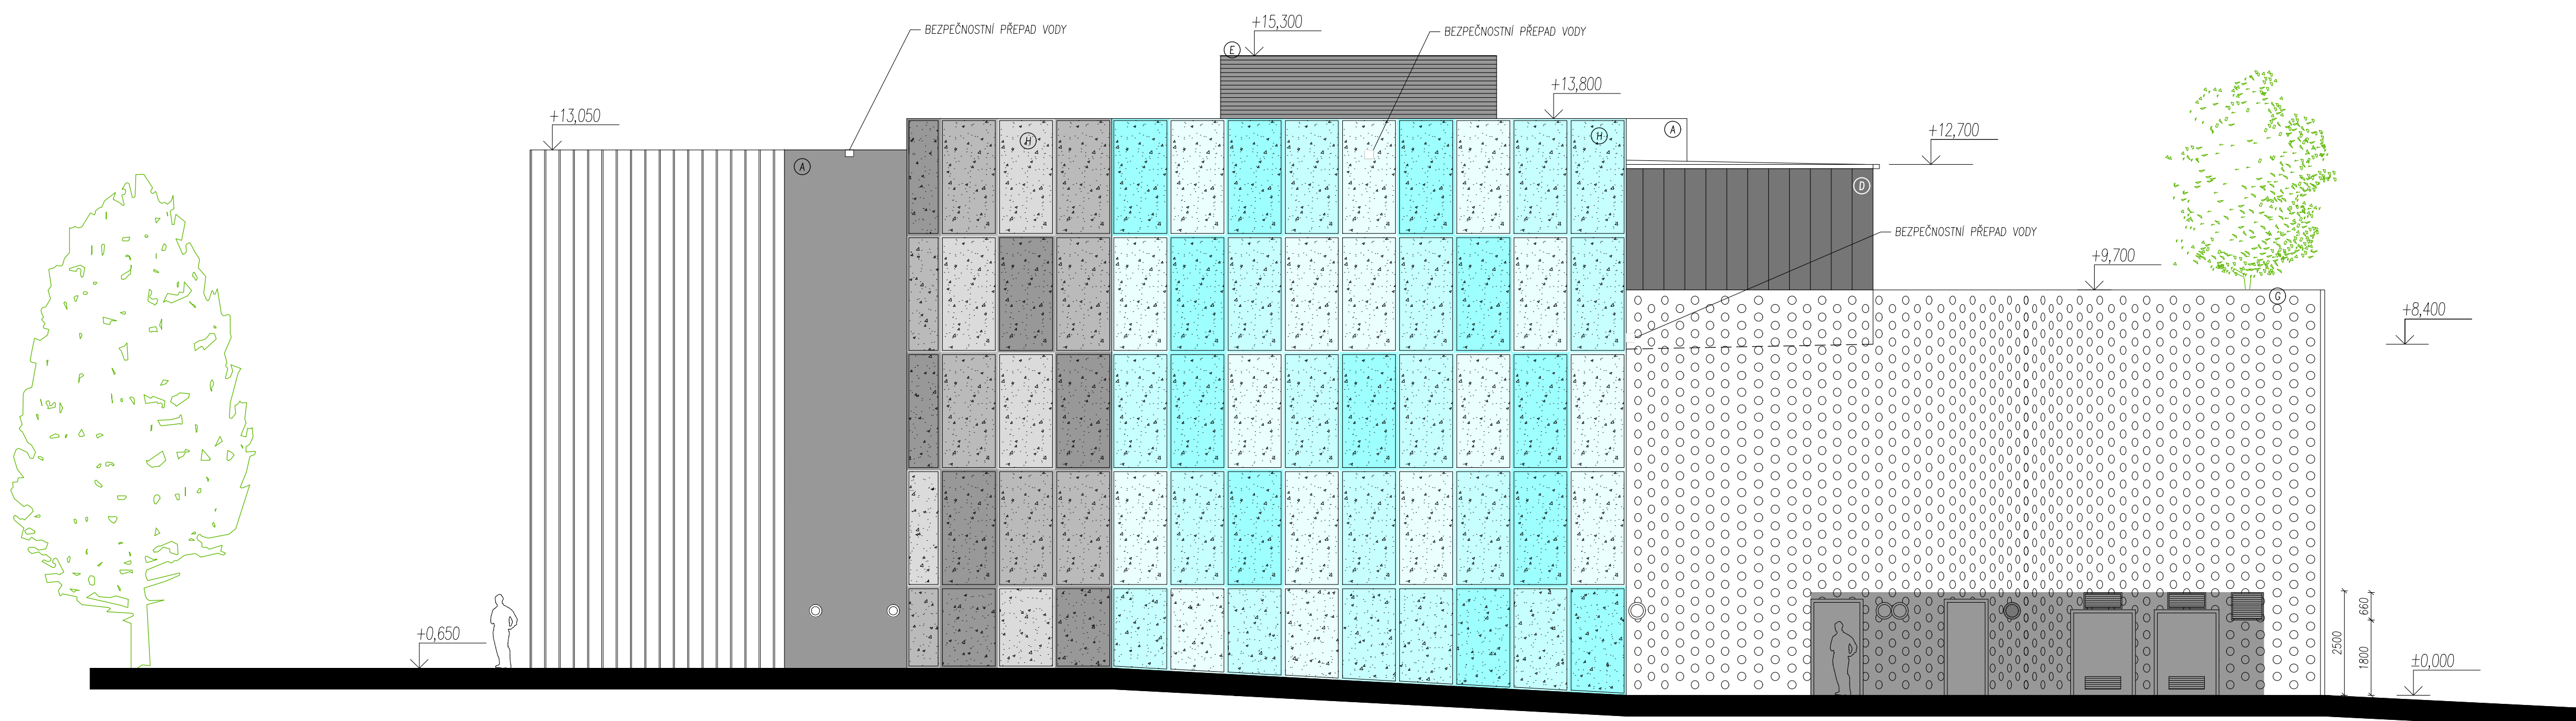 +15,300
BEZPEČNOSTNÍ PŘEPAD VODY
BEZPEČNOSTNÍ PŘEPAD VODY
E
+13,800
+13,050
A
+12,700
H
H
A
D
BEZPEČNOSTNÍ PŘEPAD VODY
+9,700
G
+8,400
660
2500
1800
+0,650
±0,000